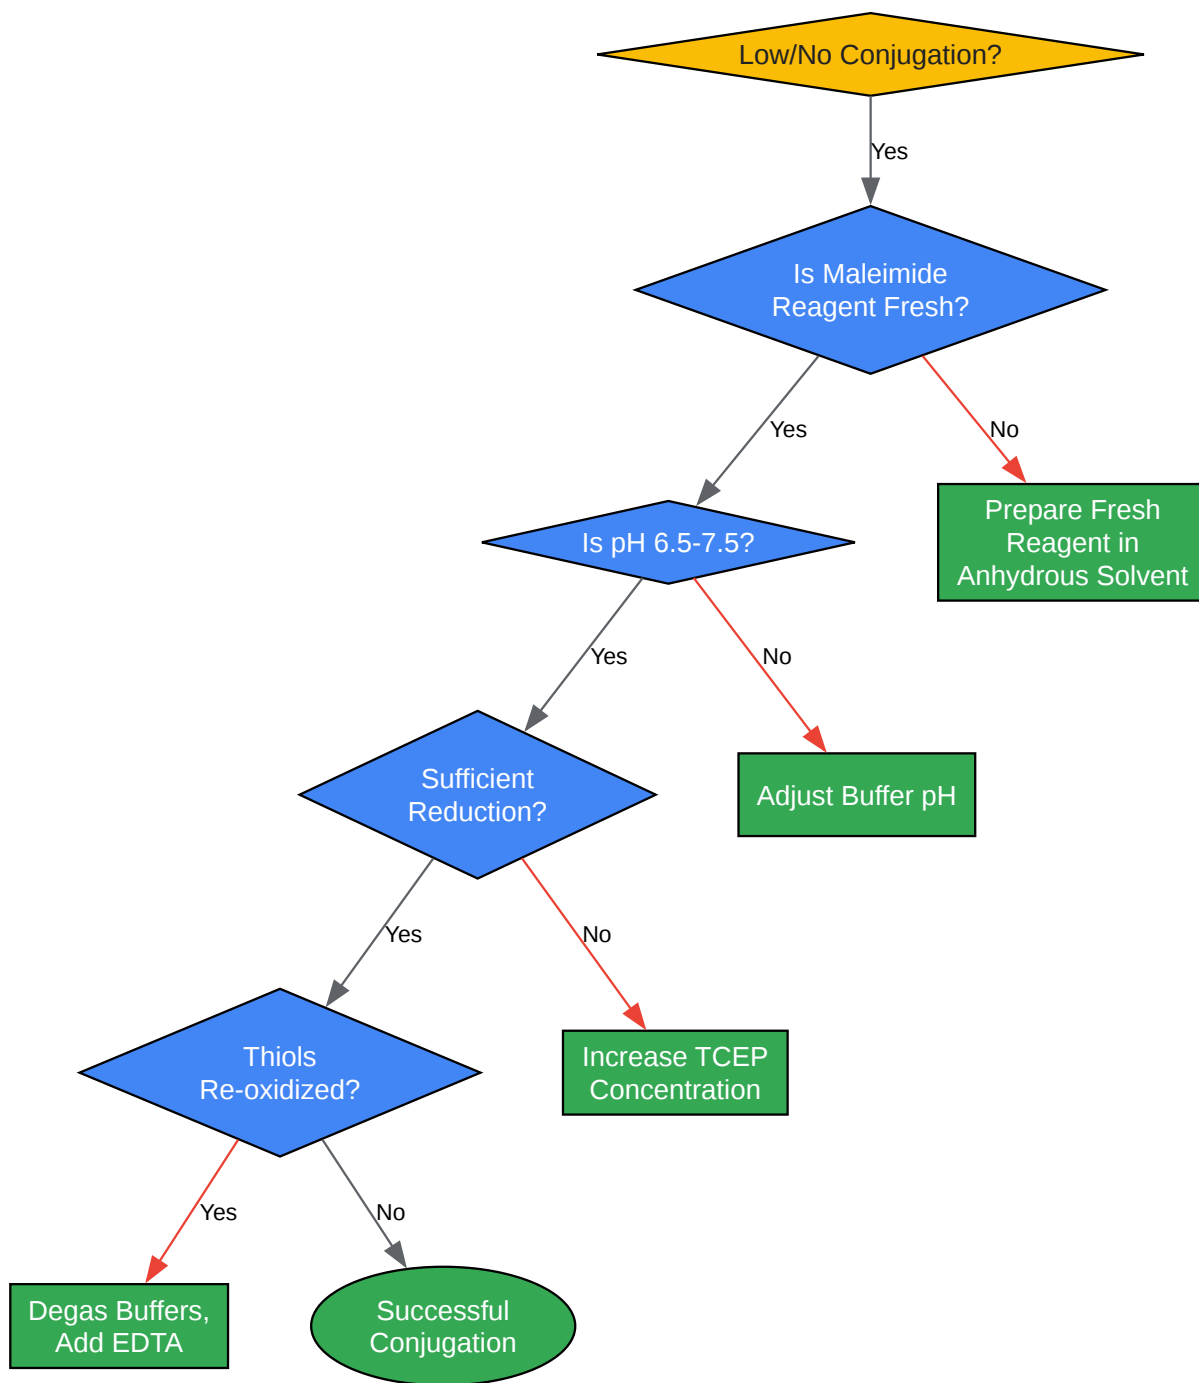 Low/No Conjugation?
Yes
Is Maleimide
Reagent Fresh?
Yes
No
Prepare Fresh
Reagent in
Anhydrous Solvent
Is pH 6.5-7.5?
Yes
No
Sufficient
Reduction?
Adjust Buffer pH
Yes
No
Thiols
Re-oxidized?
Increase TCEP
Concentration
Yes
No
Degas Buffers,
Add EDTA
Successful
Conjugation